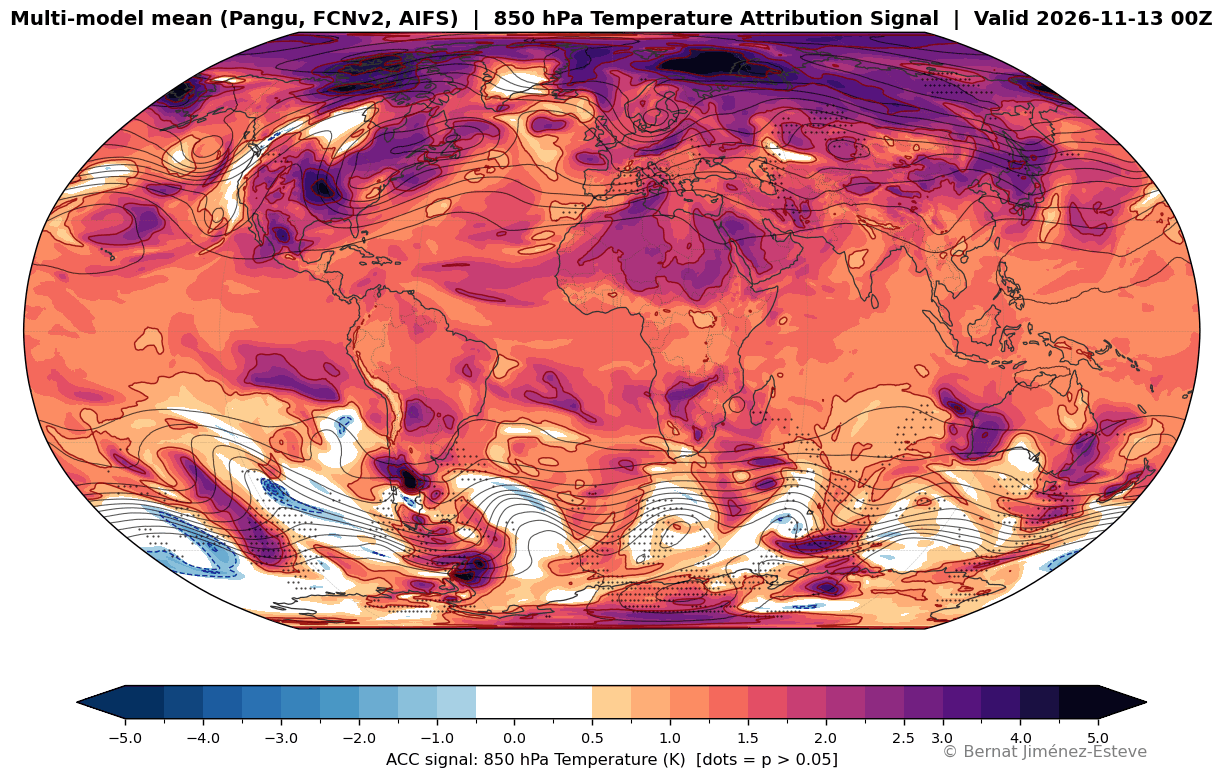 Multi-model mean (Pangu, FCNv2, AIFS)  |  850 hPa Temperature Attribution Signal  |  Valid 2026-11-13 00Z
−5.0 −4.0 −3.0 −2.0 −1.0 0.0 0.5 1.0 1.5 2.0 2.5 3.0 4.0 5.0
© Bernat Jiménez-Esteve
ACC signal: 850 hPa Temperature (K)  [dots = p > 0.05]